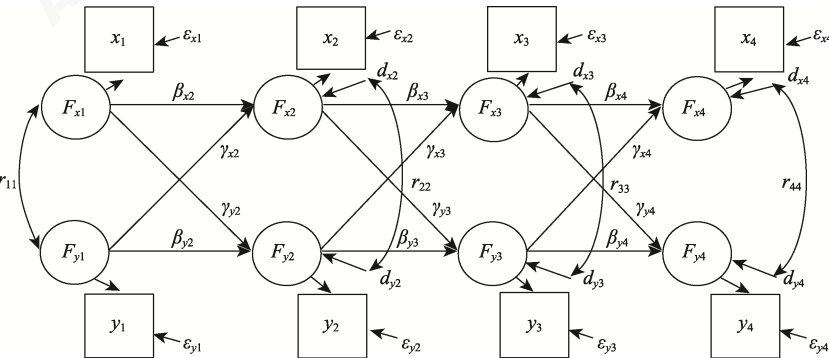 x1 εx1 x2 εx2 x3 εx3 x4 εx4
dx2 dx3 dx4
Fx1 βx2 Fx2 βx3 Fx3 βx4 Fx4
γx2 γx3 γx4
r11 r22 r33 r44
γy2 γy3 γy4
Fy1 βy2 Fy2 βy3 Fy3 βy4 Fy4
dy2 dy3 dy4
y1 y2 y3 y4
εy1 εy2 εy3 εy4